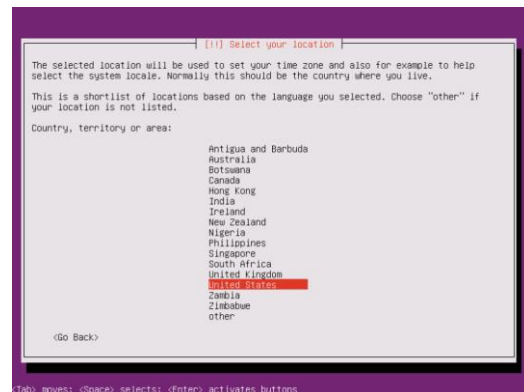 [!!] Select your location
The selected location will be used to set your time zone and also for example to help
select the system locale. Normally this should be the country where you live.
This is a shortlist of locations based on the language you selected. Choose "other" if
your location is not listed.
Country, territory or area:
Antigua and Barbuda
Australia
Botswana
Canada
Hong Kong
India
Ireland
New Zealand
Nigeria
Philippines
Singapore
South Africa
United Kingdom
United States
Zambia
Zimbabwe
other
<Go Back>
<Tab> moves; <Space> selects; <Enter> activates buttons